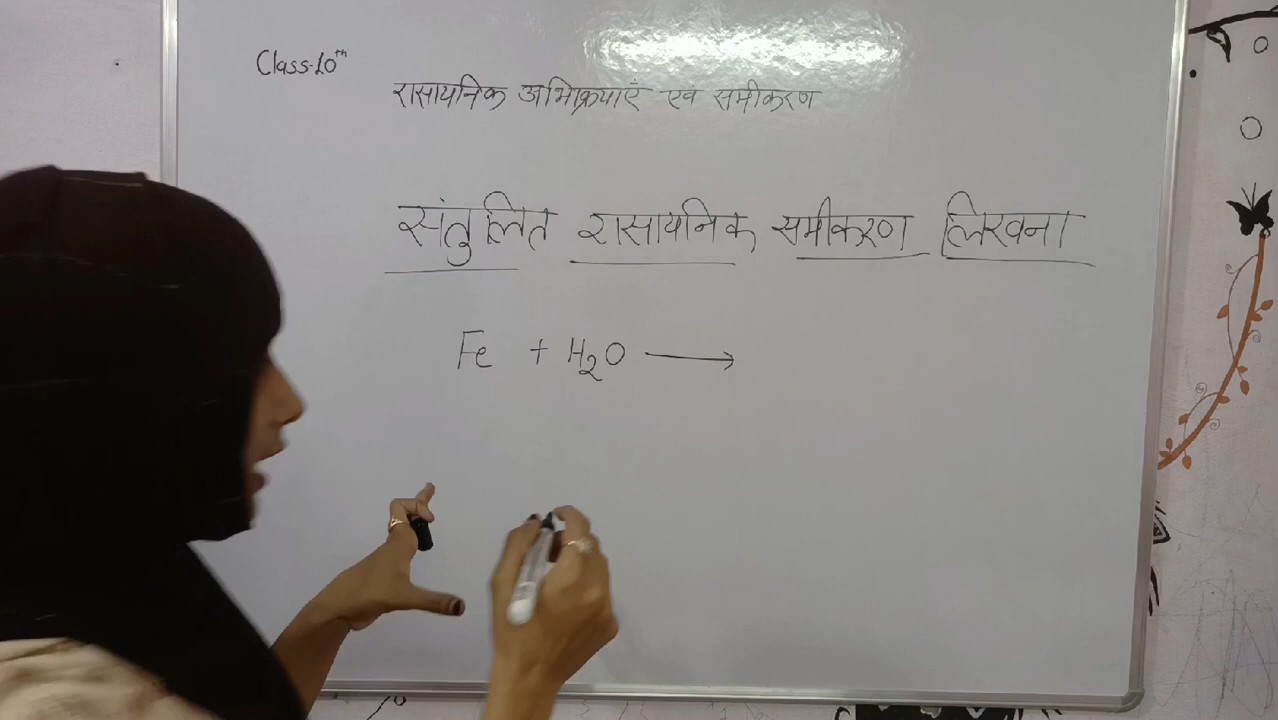 Class-10th
रासायनिक अभिक्रियाएँ एव समीकरण
संतुलित रासायनिक समीकरण लिखना
Fe + H₂O ⟶